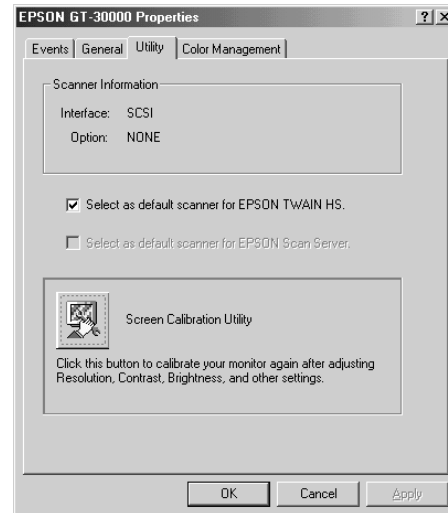 EPSON GT-30000 Properties
Events General Utility Color Management
Scanner Information
Interface: SCSI
Option: NONE
Select as default scanner for EPSON TWAIN HS.
Select as default scanner for EPSON Scan Server.
Screen Calibration Utility
Click this button to calibrate your monitor again after adjusting
Resolution, Contrast, Brightness, and other settings.
OK Cancel Apply